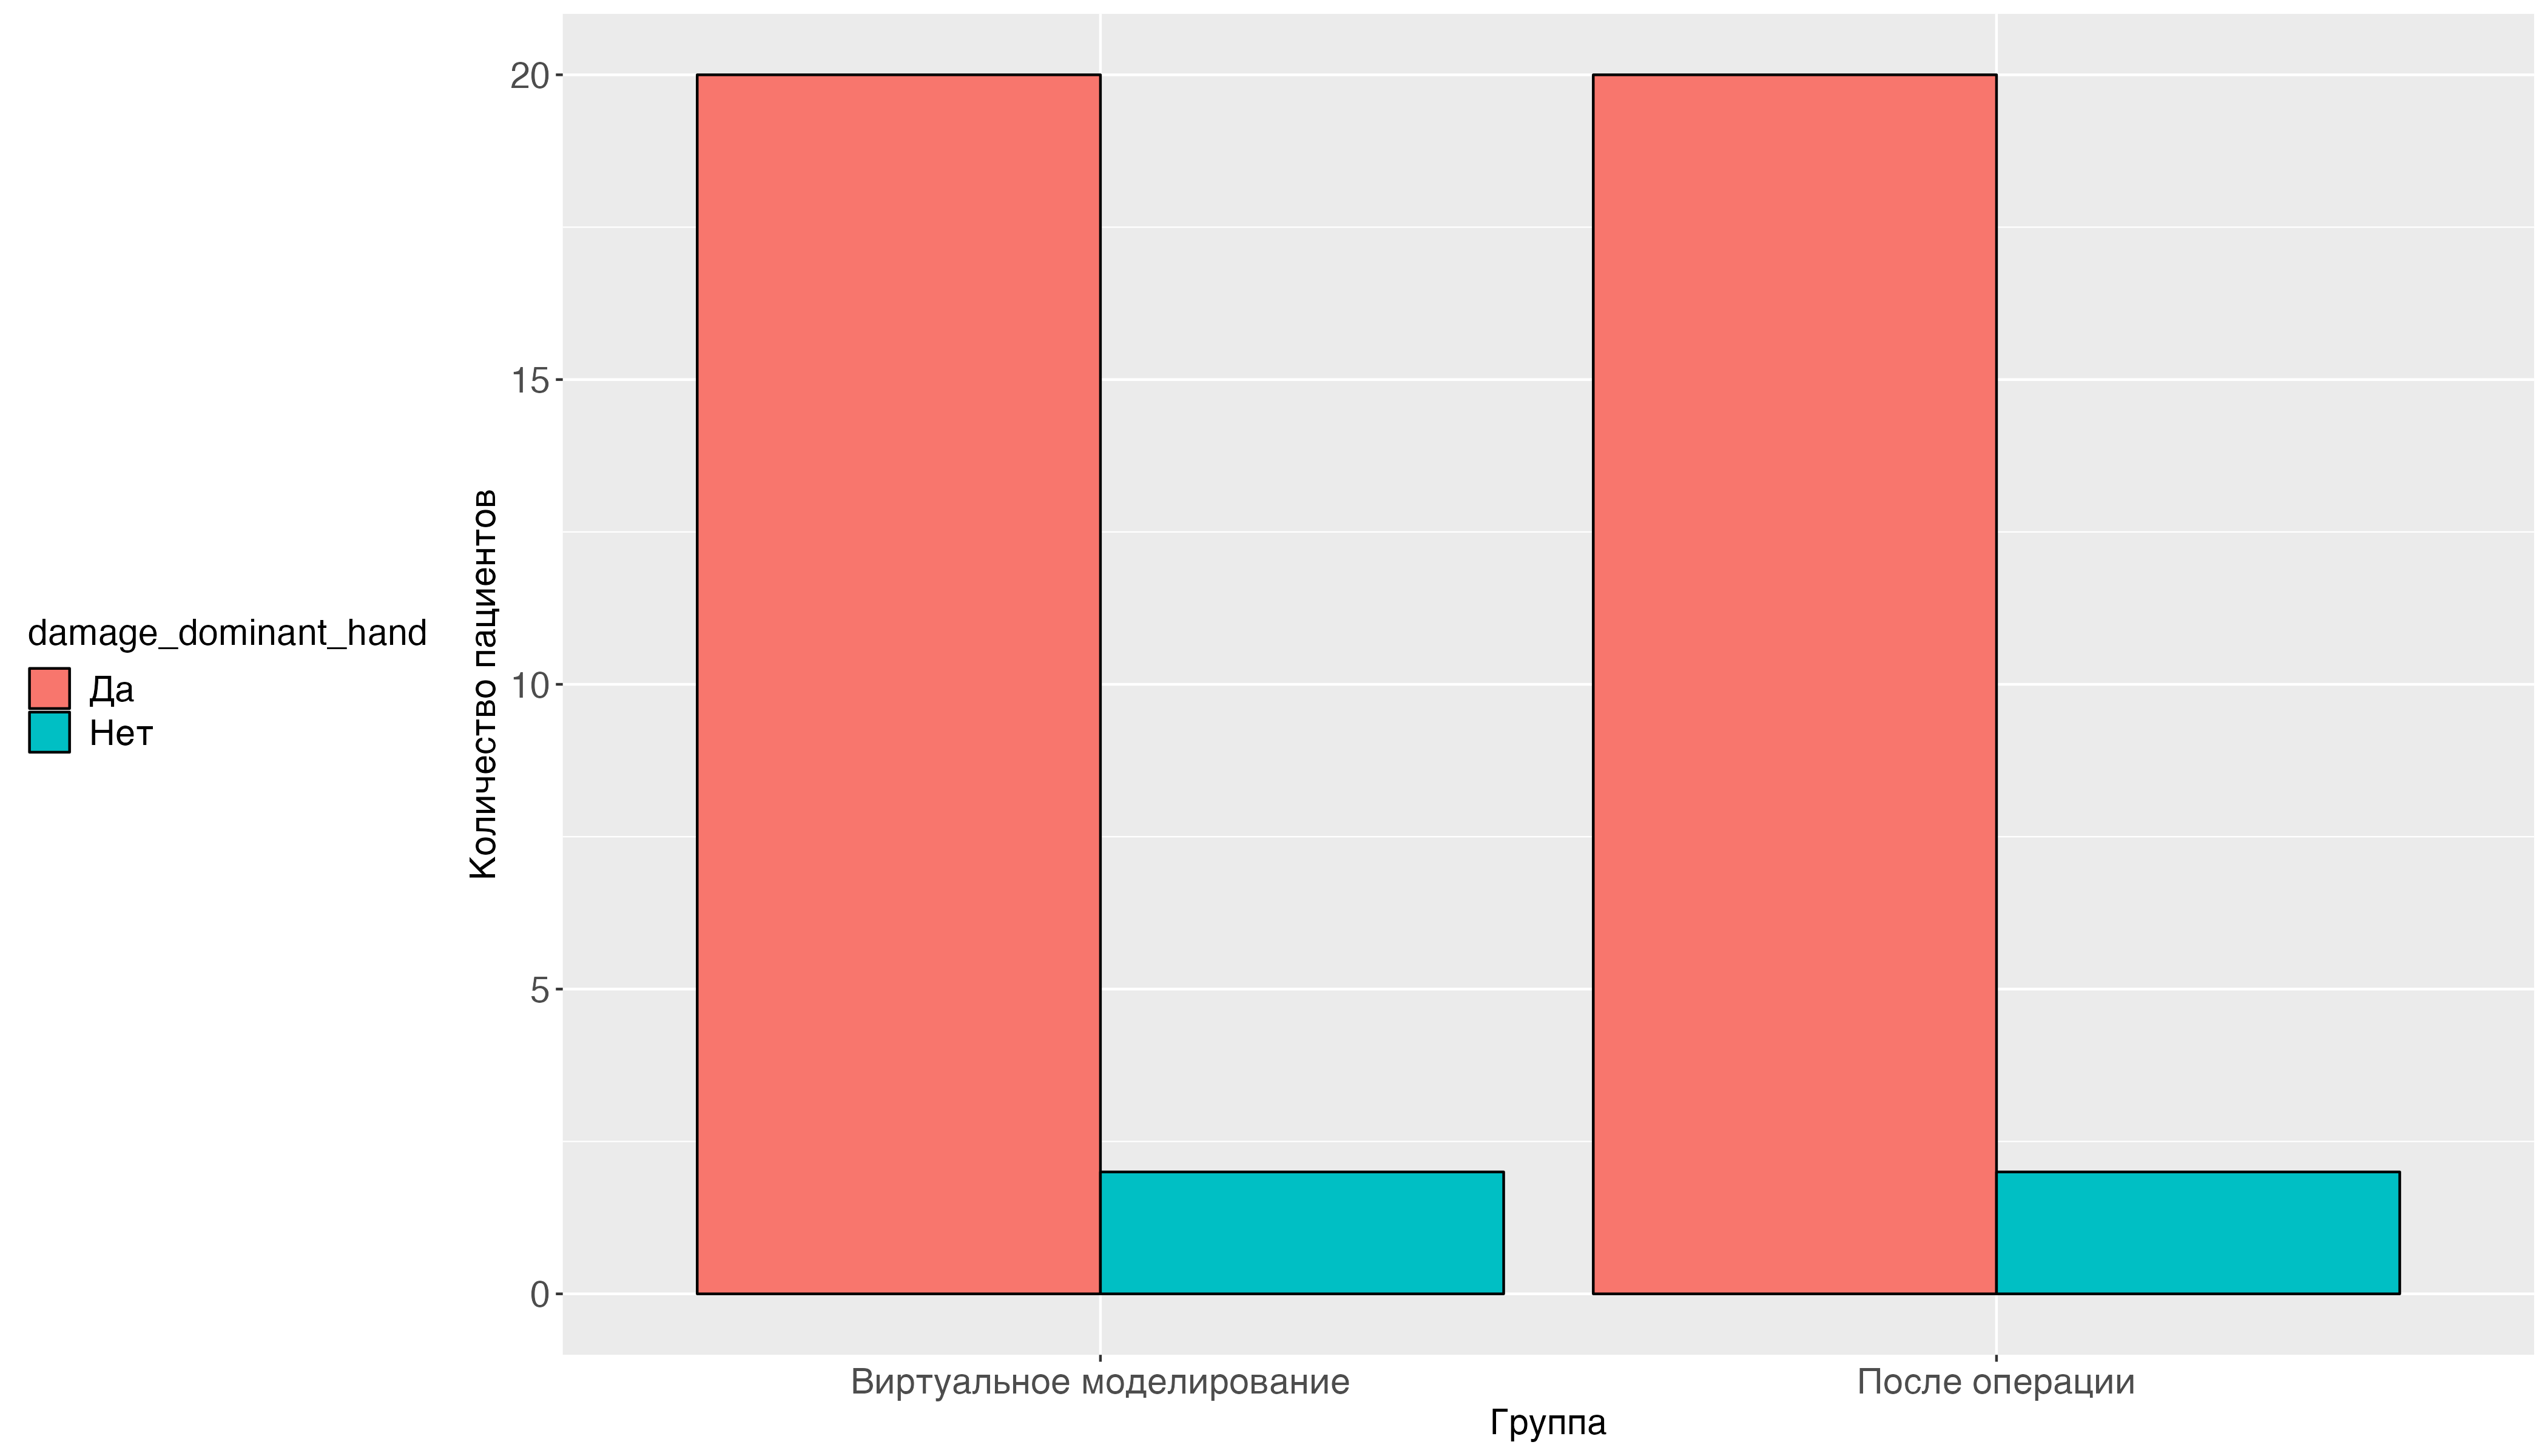 damage_dominant_hand
Да
Нет
Количество пациентов
20
15
10
5
0
Виртуальное моделирование
После операции
Группа